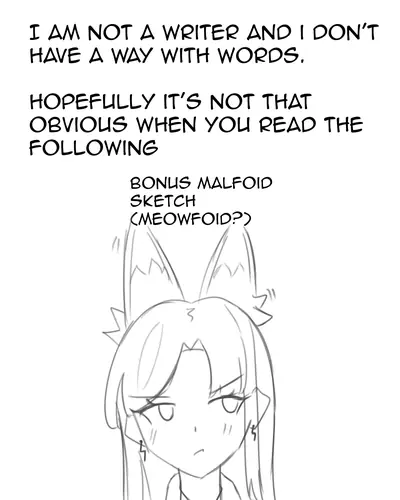 I AM NOT A WRITER AND I DON'T
HAVE A WAY WITH WORDS.
HOPEFULLY IT'S NOT THAT
OBVIOUS WHEN YOU READ THE
FOLLOWING
BONUS MALFOID
SKETCH
(MEOWFOID?)